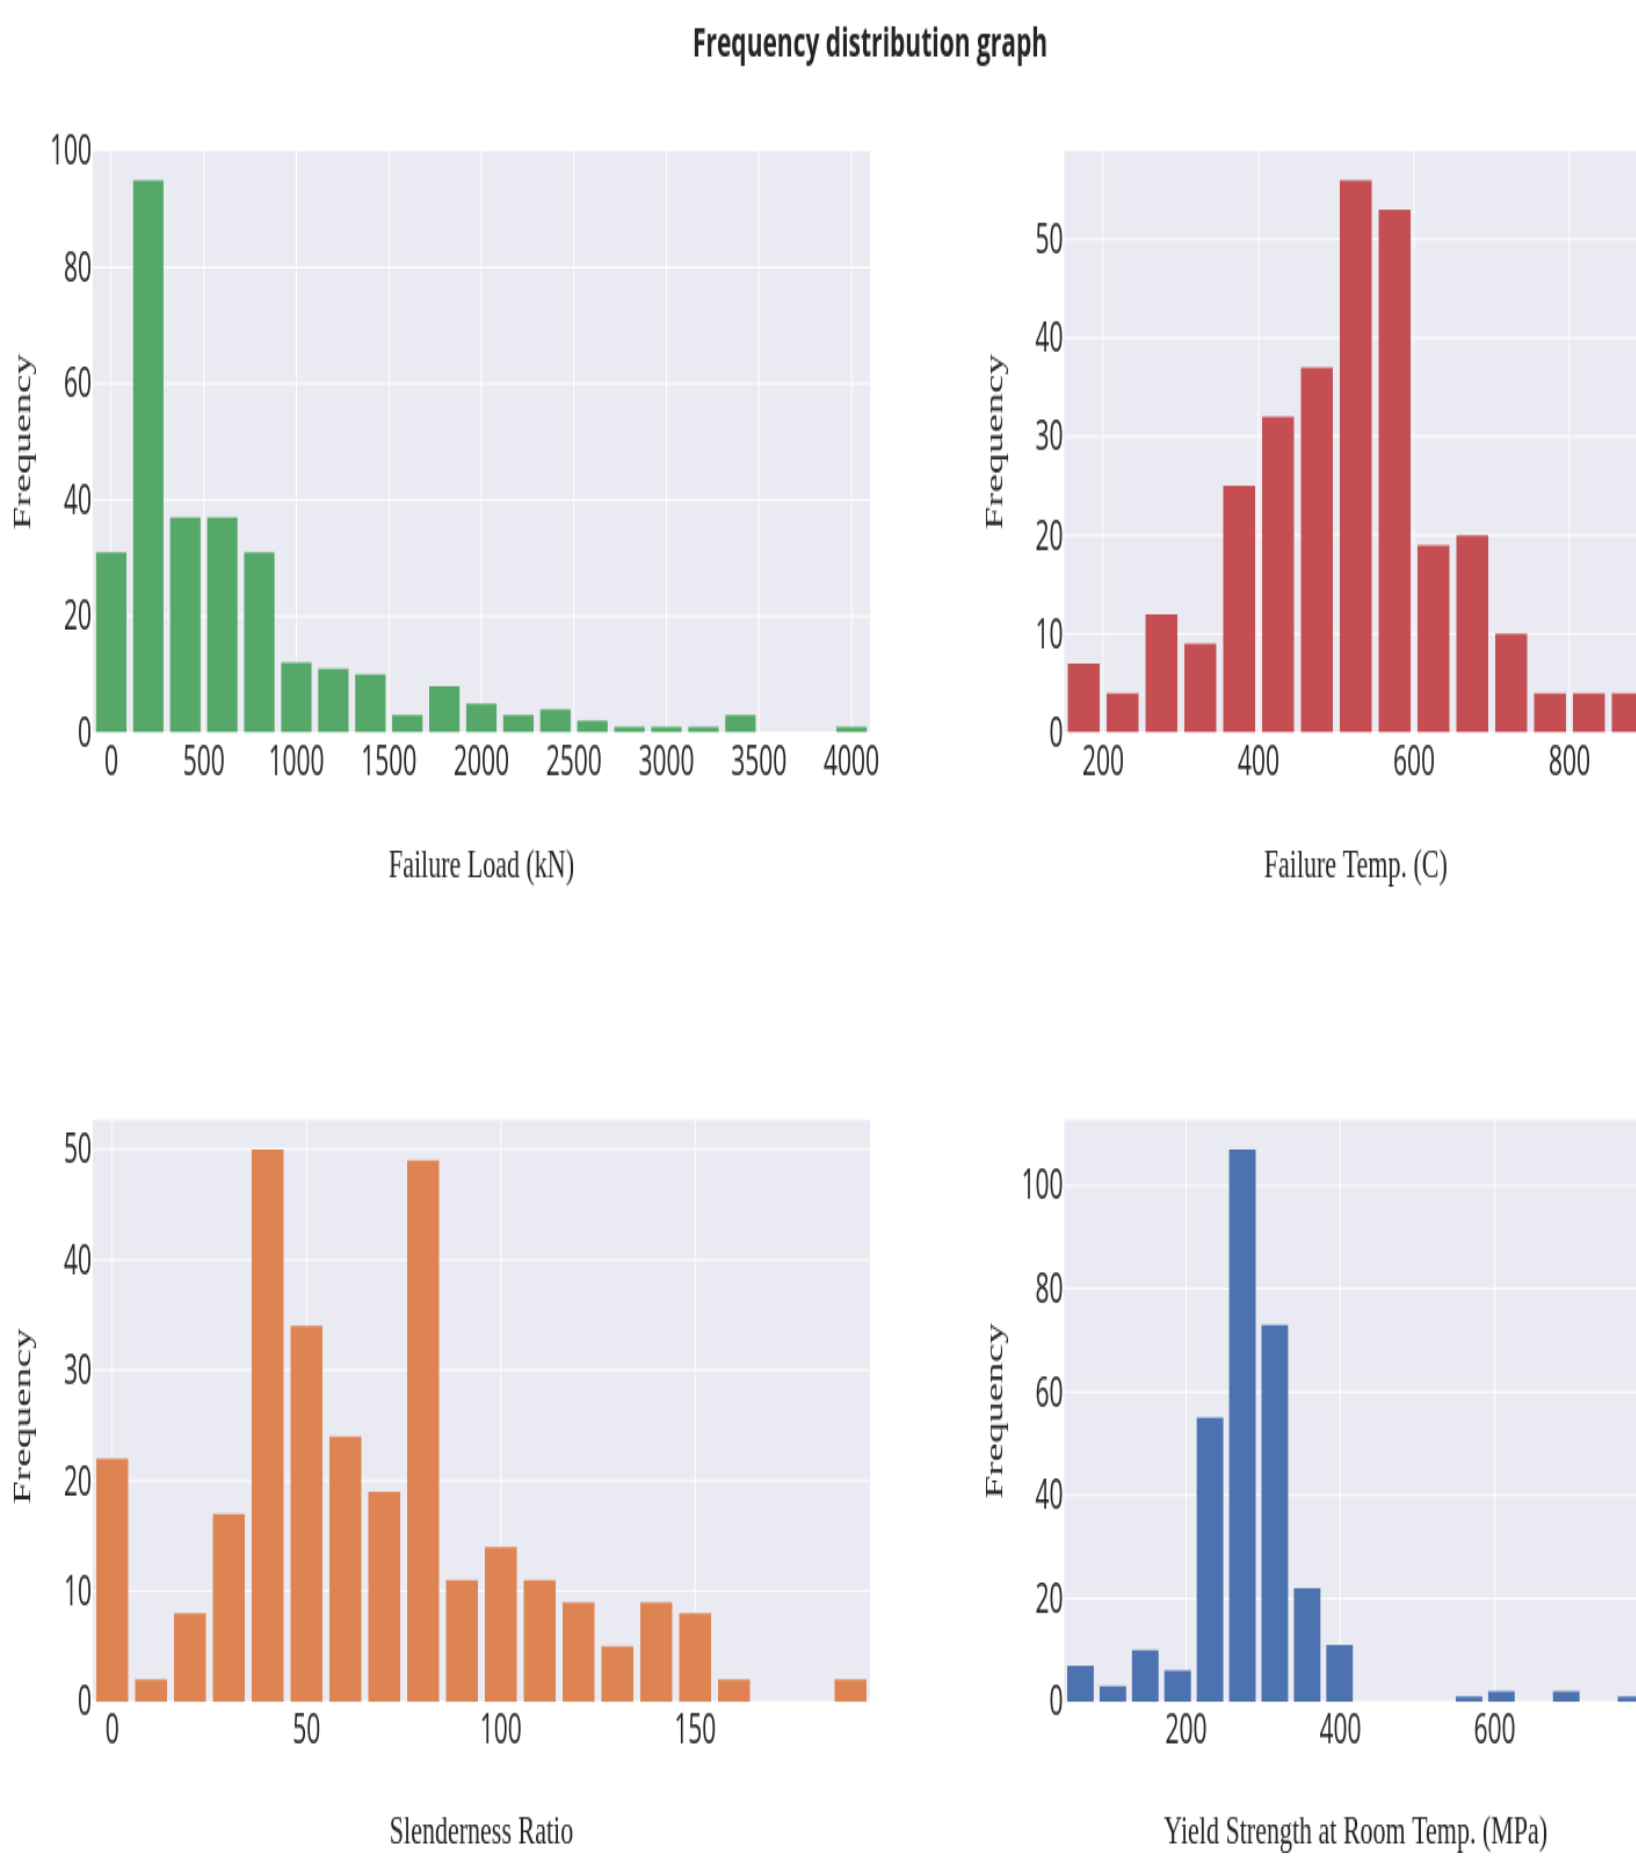 Frequency distribution graph
100
80
60
40
20
0
Frequency
0 500 1000 1500 2000 2500 3000 3500 4000
Failure Load (kN)
50
40
30
20
10
0
Frequency
200 400 600 800
Failure Temp. (C)
50
40
30
20
10
0
Frequency
0 50 100 150
Slenderness Ratio
100
80
60
40
20
0
Frequency
200 400 600
Yield Strength at Room Temp. (MPa)